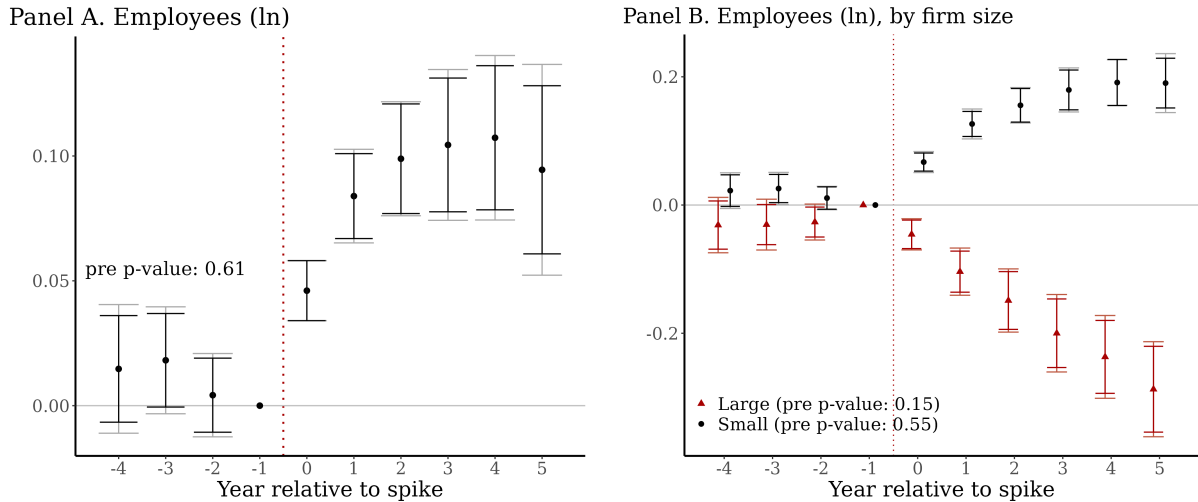 Panel A. Employees (ln)
0.10
0.05
0.00
pre p-value: 0.61
-4 -3 -2 -1 0 1 2 3 4 5
Year relative to spike
Panel B. Employees (ln), by firm size
0.2
0.0
-0.2
Large (pre p-value: 0.15)
Small (pre p-value: 0.55)
-4 -3 -2 -1 0 1 2 3 4 5
Year relative to spike